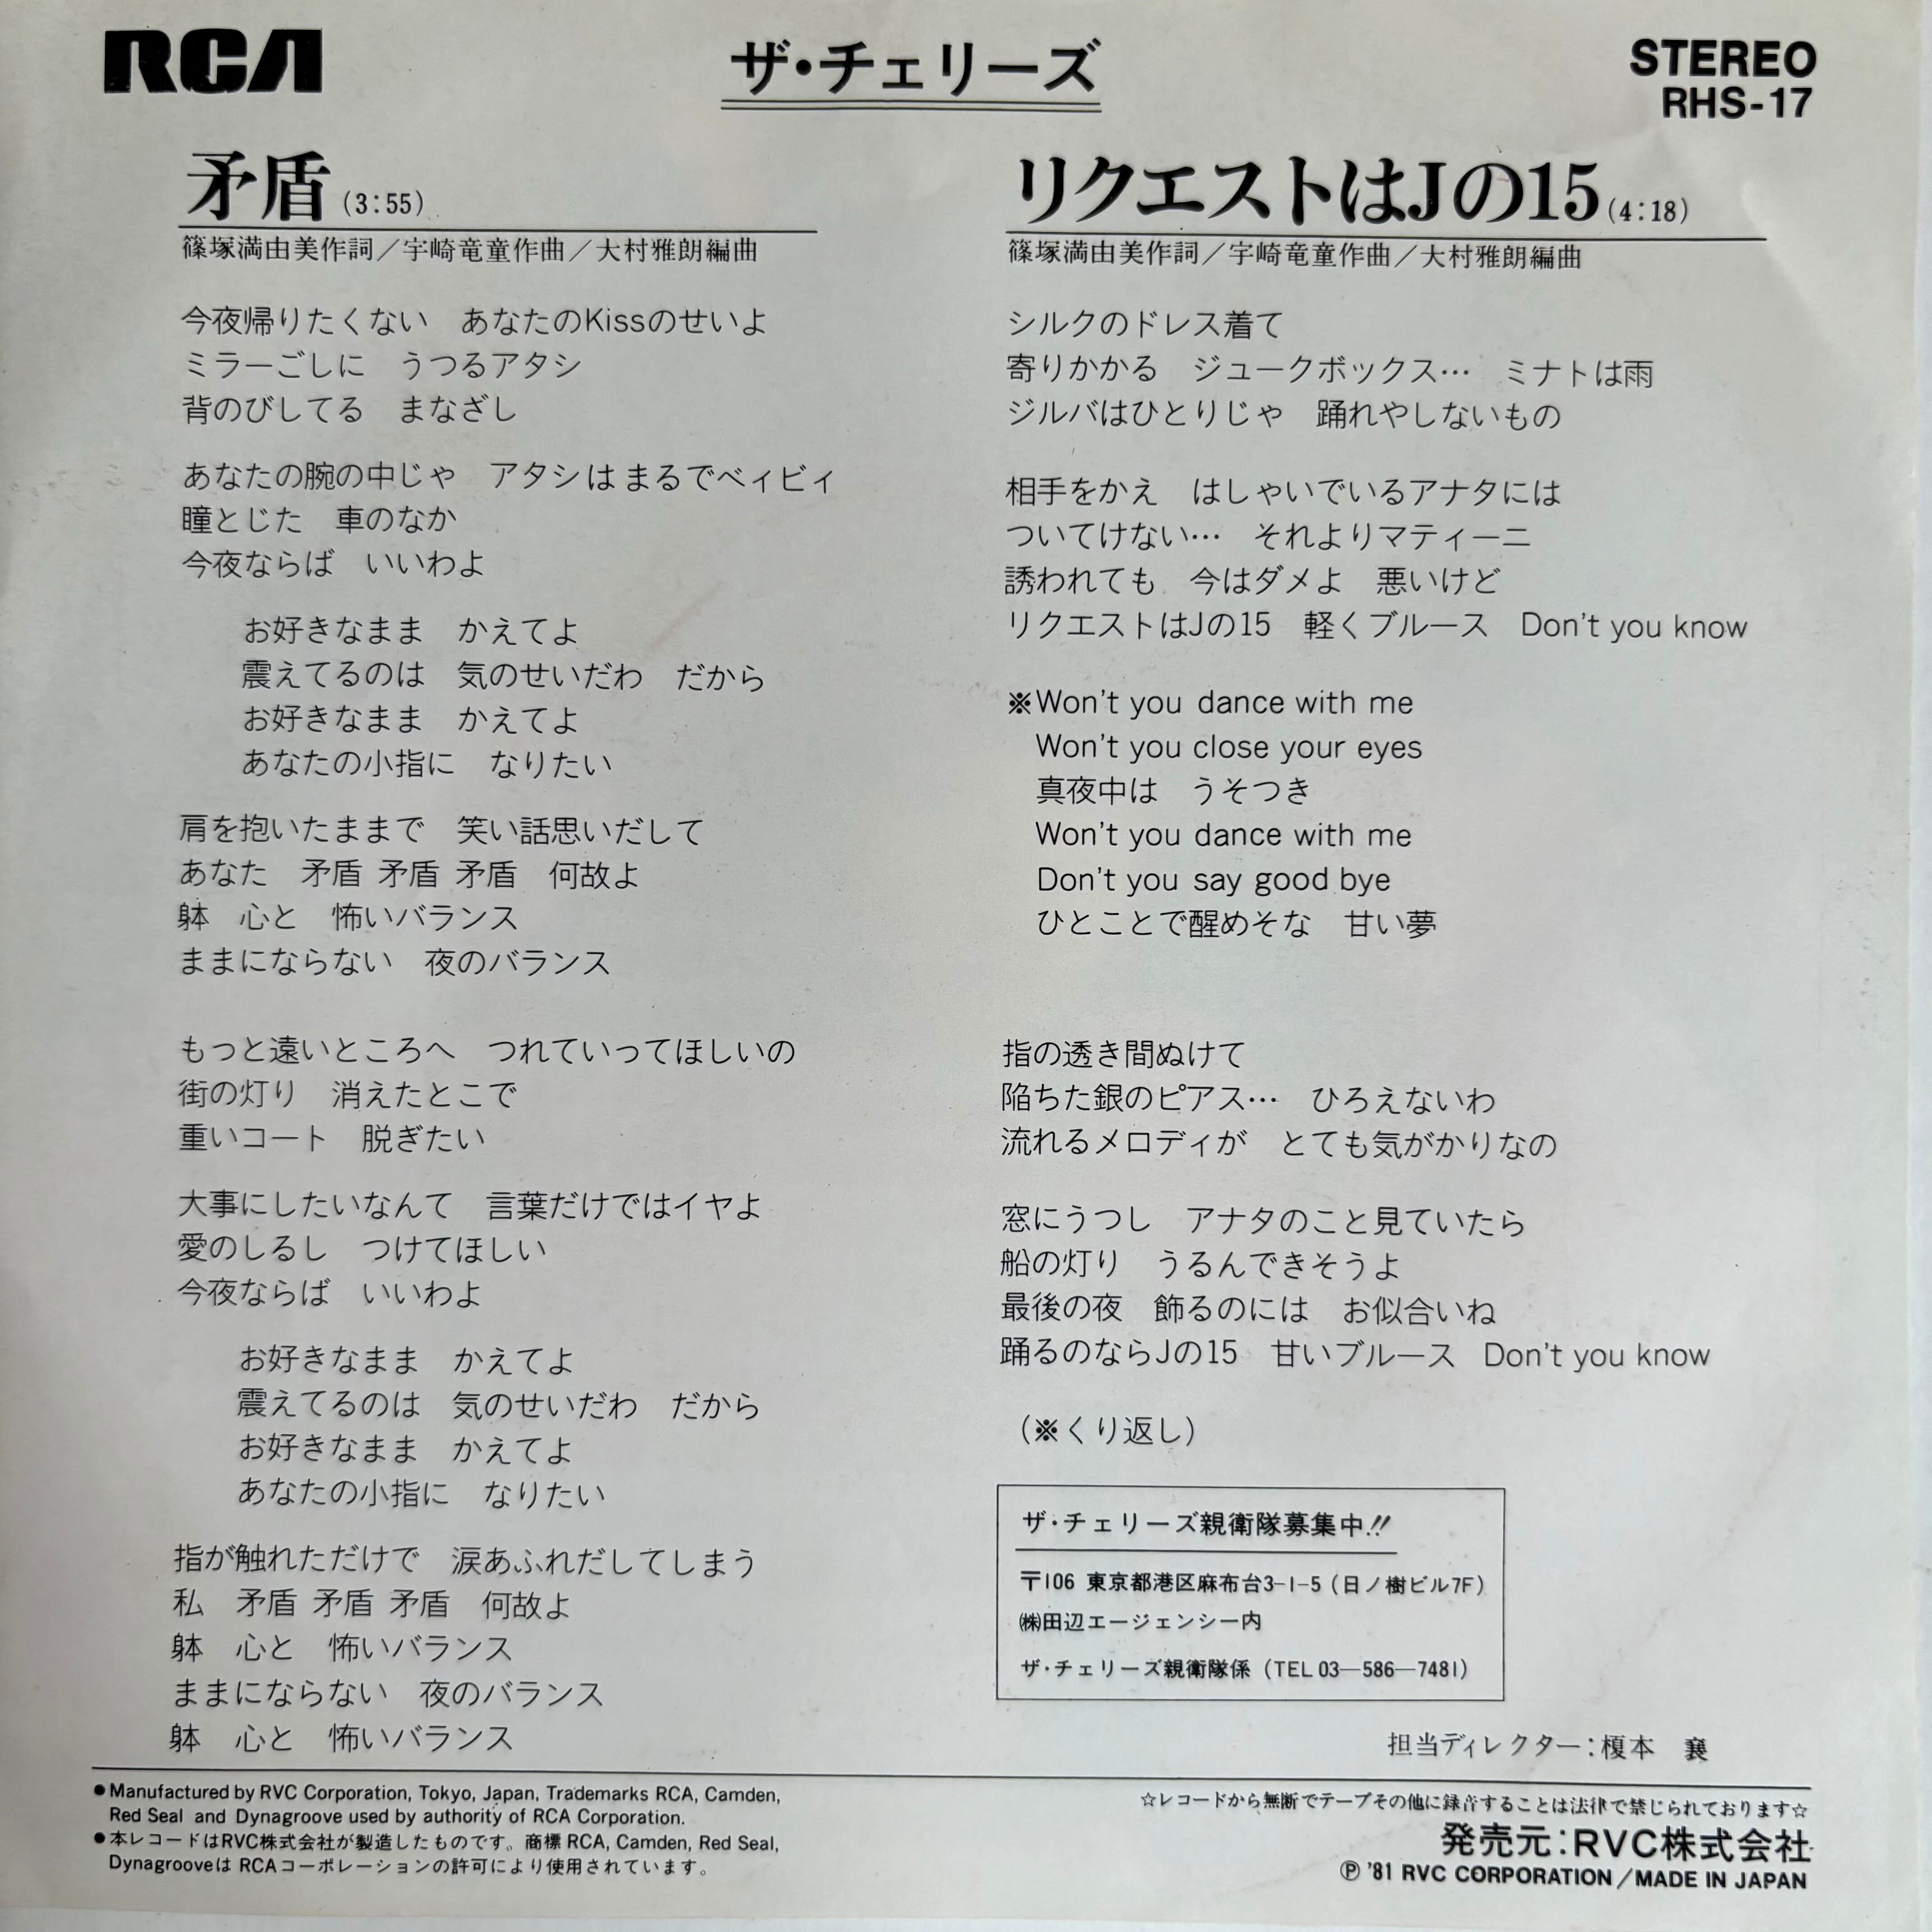 RCA
ザ・チェリーズ
STEREO
RHS-17
矛盾(3:55)
篠塚満由美作詞／宇崎竜童作曲／大村雅朗編曲
今夜帰りたくない　あなたのKissのせいよ
ミラーごしに　うつるアタシ
背のびしてる　まなざし
あなたの腕の中じゃ　アタシは まるでベィビィ
瞳とじた　車のなか
今夜ならば　いいわよ
お好きなまま　かえてよ
震えてるのは　気のせいだわ　だから
お好きなまま　かえてよ
あなたの小指に　なりたい
肩を抱いたままで　笑い話思いだして
あなた　矛盾 矛盾 矛盾　何故よ
躰　心と　怖いバランス
ままにならない　夜のバランス
もっと遠いところへ　つれていってほしいの
街の灯り　消えたとこで
重いコート　脱ぎたい
大事にしたいなんて　言葉だけではイヤよ
愛のしるし　つけてほしい
今夜ならば　いいわよ
お好きなまま　かえてよ
震えてるのは　気のせいだわ　だから
お好きなまま　かえてよ
あなたの小指に　なりたい
指が触れただけで　涙あふれだしてしまう
私　矛盾 矛盾 矛盾　何故よ
躰　心と　怖いバランス
ままにならない　夜のバランス
躰　心と　怖いバランス
リクエストはJの15(4:18)
篠塚満由美作詞／宇崎竜童作曲／大村雅朗編曲
シルクのドレス着て
寄りかかる　ジュークボックス…　ミナトは雨
ジルバはひとりじゃ　踊れやしないもの
相手をかえ　はしゃいでいるアナタには
ついてけない…　それよりマティーニ
誘われても　今はダメよ　悪いけど
リクエストはJの15　軽くブルース　Don't you know
※Won't you dance with me
Won't you close your eyes
真夜中は　うそつき
Won't you dance with me
Don't you say good bye
ひとことで醒めそな　甘い夢
指の透き間ぬけて
陥ちた銀のピアス…　ひろえないわ
流れるメロディが　とても気がかりなの
窓にうつし　アナタのこと見ていたら
船の灯り　うるんできそうよ
最後の夜　飾るのには　お似合いね
踊るのならJの15　甘いブルース　Don't you know
(※くり返し)
ザ・チェリーズ親衛隊募集中!!
〒106 東京都港区麻布台3-1-5 (日ノ樹ビル7F)
㈱田辺エージェンシー内
ザ・チェリーズ親衛隊係 (TEL 03—586—7481)
担当ディレクター:榎本　襄
●Manufactured by RVC Corporation, Tokyo, Japan, Trademarks RCA, Camden,
Red Seal and Dynagroove used by authority of RCA Corporation.
●本レコードはRVC株式会社が製造したものです。商標 RCA, Camden, Red Seal,
Dynagrooveは RCAコーポレーションの許可により使用されています。
☆レコードから無断でテープその他に録音することは法律で禁じられております☆
発売元:RVC株式会社
Ⓟ '81 RVC CORPORATION／MADE IN JAPAN